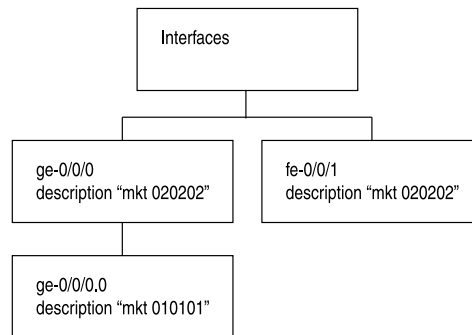 Interfaces
ge-0/0/0
description “mkt 020202”
fe-0/0/1
description “mkt 020202”
ge-0/0/0.0
description “mkt 010101”